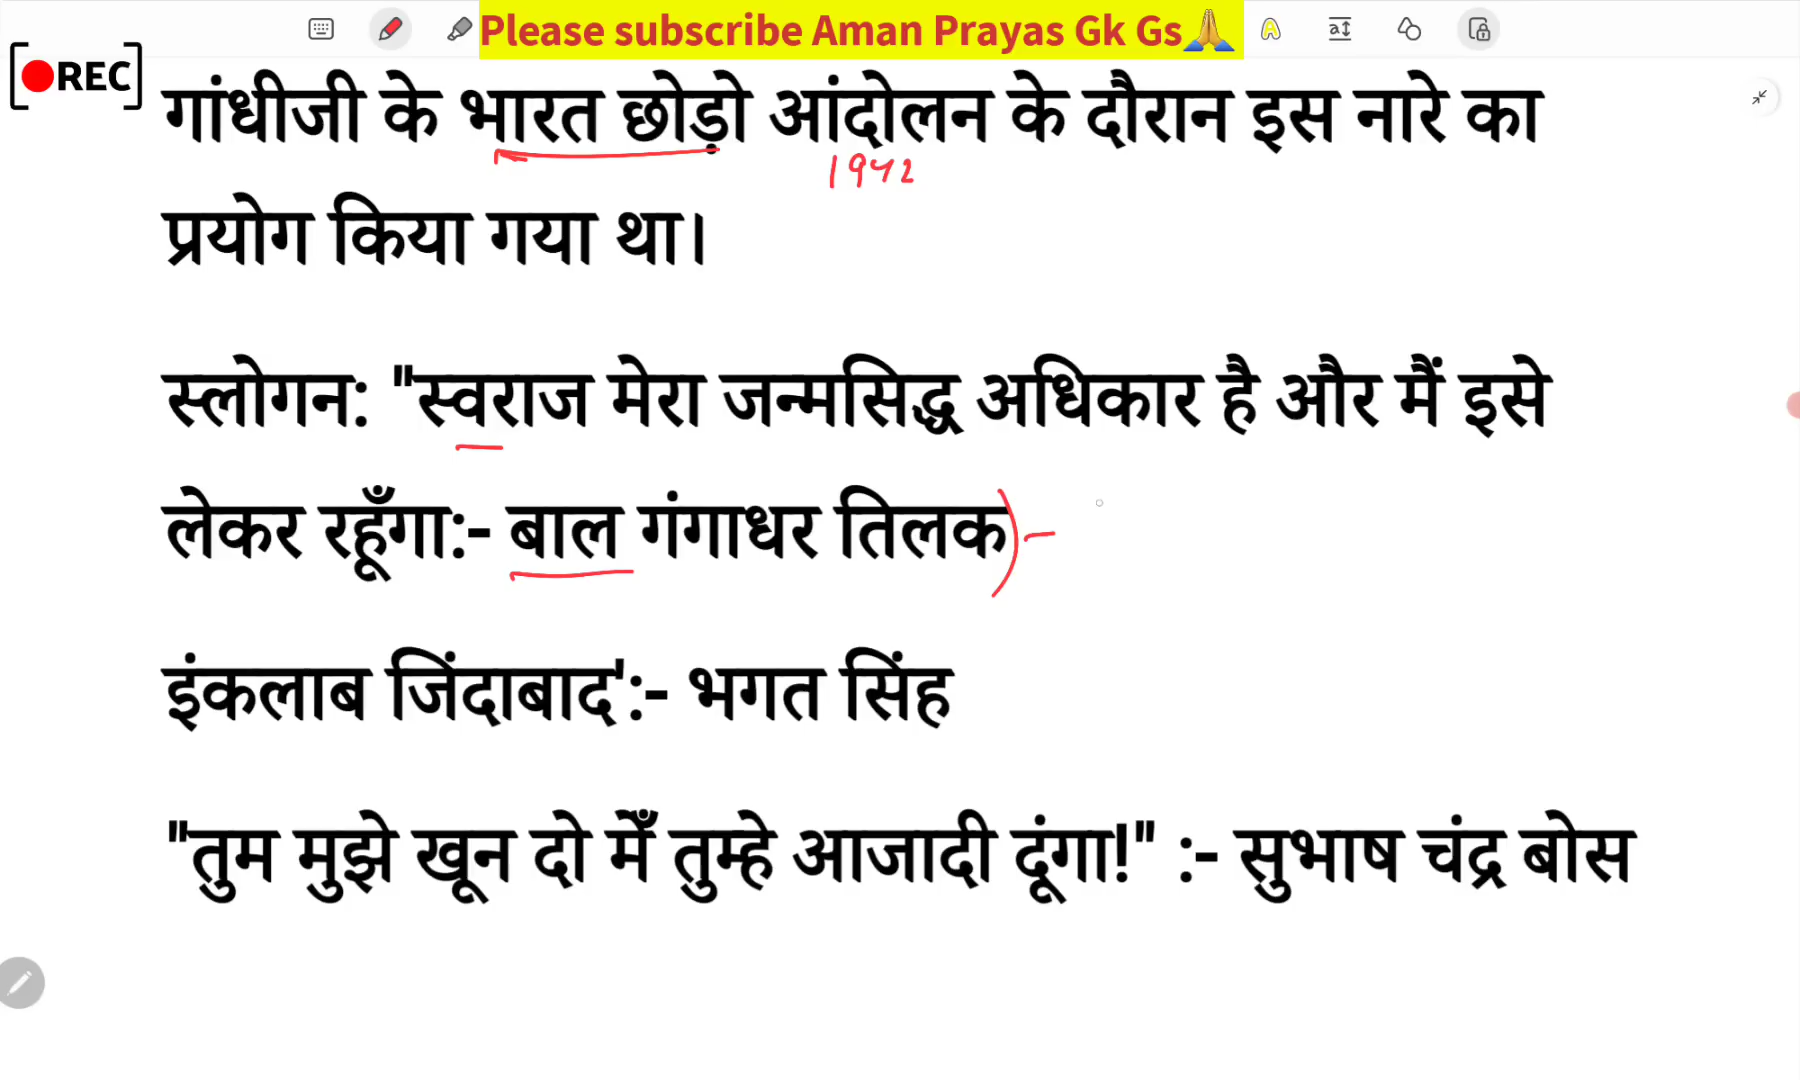 Please subscribe Aman Prayas Gk Gs🙏
REC
गांधीजी के भारत छोड़ो आंदोलन के दौरान इस नारे का
1942
प्रयोग किया गया था।
स्लोगन: "स्वराज मेरा जन्मसिद्ध अधिकार है और मैं इसे
लेकर रहूँगा:- बाल गंगाधर तिलक
इंकलाब जिंदाबाद':- भगत सिंह
"तुम मुझे खून दो मेँ तुम्हे आजादी दूंगा!" :- सुभाष चंद्र बोस